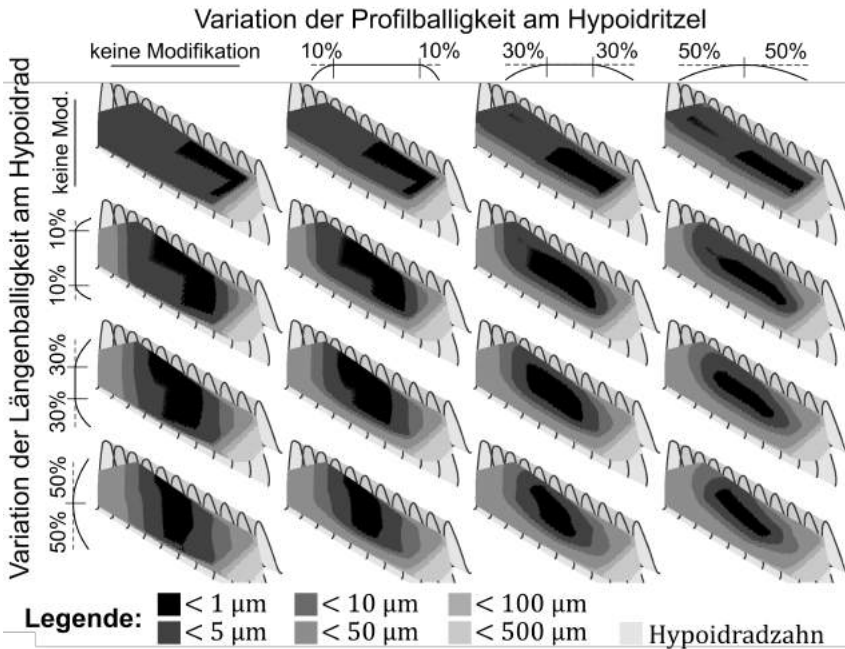 Variation der Profilballigkeit am Hypoidritzel
keine Modifikation
10% 10%
30% 30%
50% 50%
Variation der Längenballigkeit am Hypoidrad
keine Mod.
10%
10%
30%
30%
50%
50%
Legende:
< 1 µm < 10 µm < 100 µm
< 5 µm < 50 µm < 500 µm Hypoidradzahn